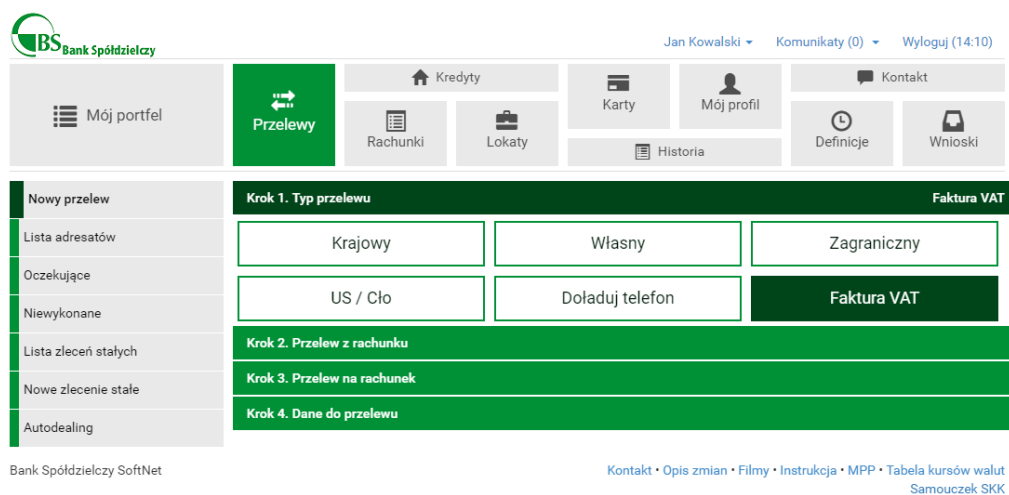 BS Bank Spółdzielczy
Jan Kowalski Komunikaty (0) Wyloguj (14:10)
Mój portfel
Przelewy
Kredyty
Rachunki
Lokaty
Karty
Mój profil
Historia
Kontakt
Definicje
Wnioski
Nowy przelew
Lista adresatów
Oczekujące
Niewykonane
Lista zleceń stałych
Nowe zlecenie stałe
Autodealing
Krok 1. Typ przelewu Faktura VAT
Krajowy Własny Zagraniczny
US / Cło Doładuj telefon Faktura VAT
Krok 2. Przelew z rachunku
Krok 3. Przelew na rachunek
Krok 4. Dane do przelewu
Bank Spółdzielczy SoftNet
Kontakt • Opis zmian • Filmy • Instrukcja • MPP • Tabela kursów walut
Samouczek SKK